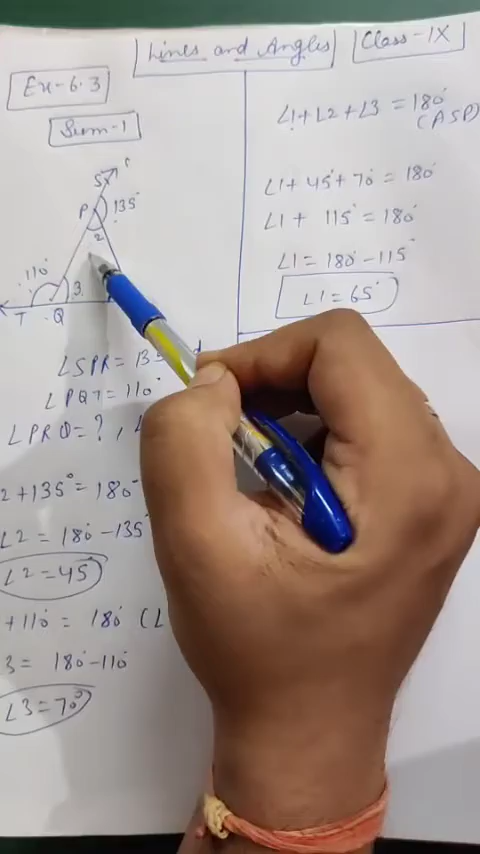 Lines and Angles
Class-IX
Ex-6.3
Sum-1
S
P
135°
2
110°
3
T
Q
∠SPR = 135
∠PQT = 110°
∠PRQ = ?,
2 + 135° = 180°
∠2 = 180° - 135°
∠2 = 45°
+ 110° = 180° (L
3 = 180° - 110°
∠3 = 70°
∠1 + ∠2 + ∠3 = 180°
(ASP)
∠1 + 45° + 70° = 180°
∠1 + 115° = 180°
∠1 = 180° - 115°
∠1 = 65°